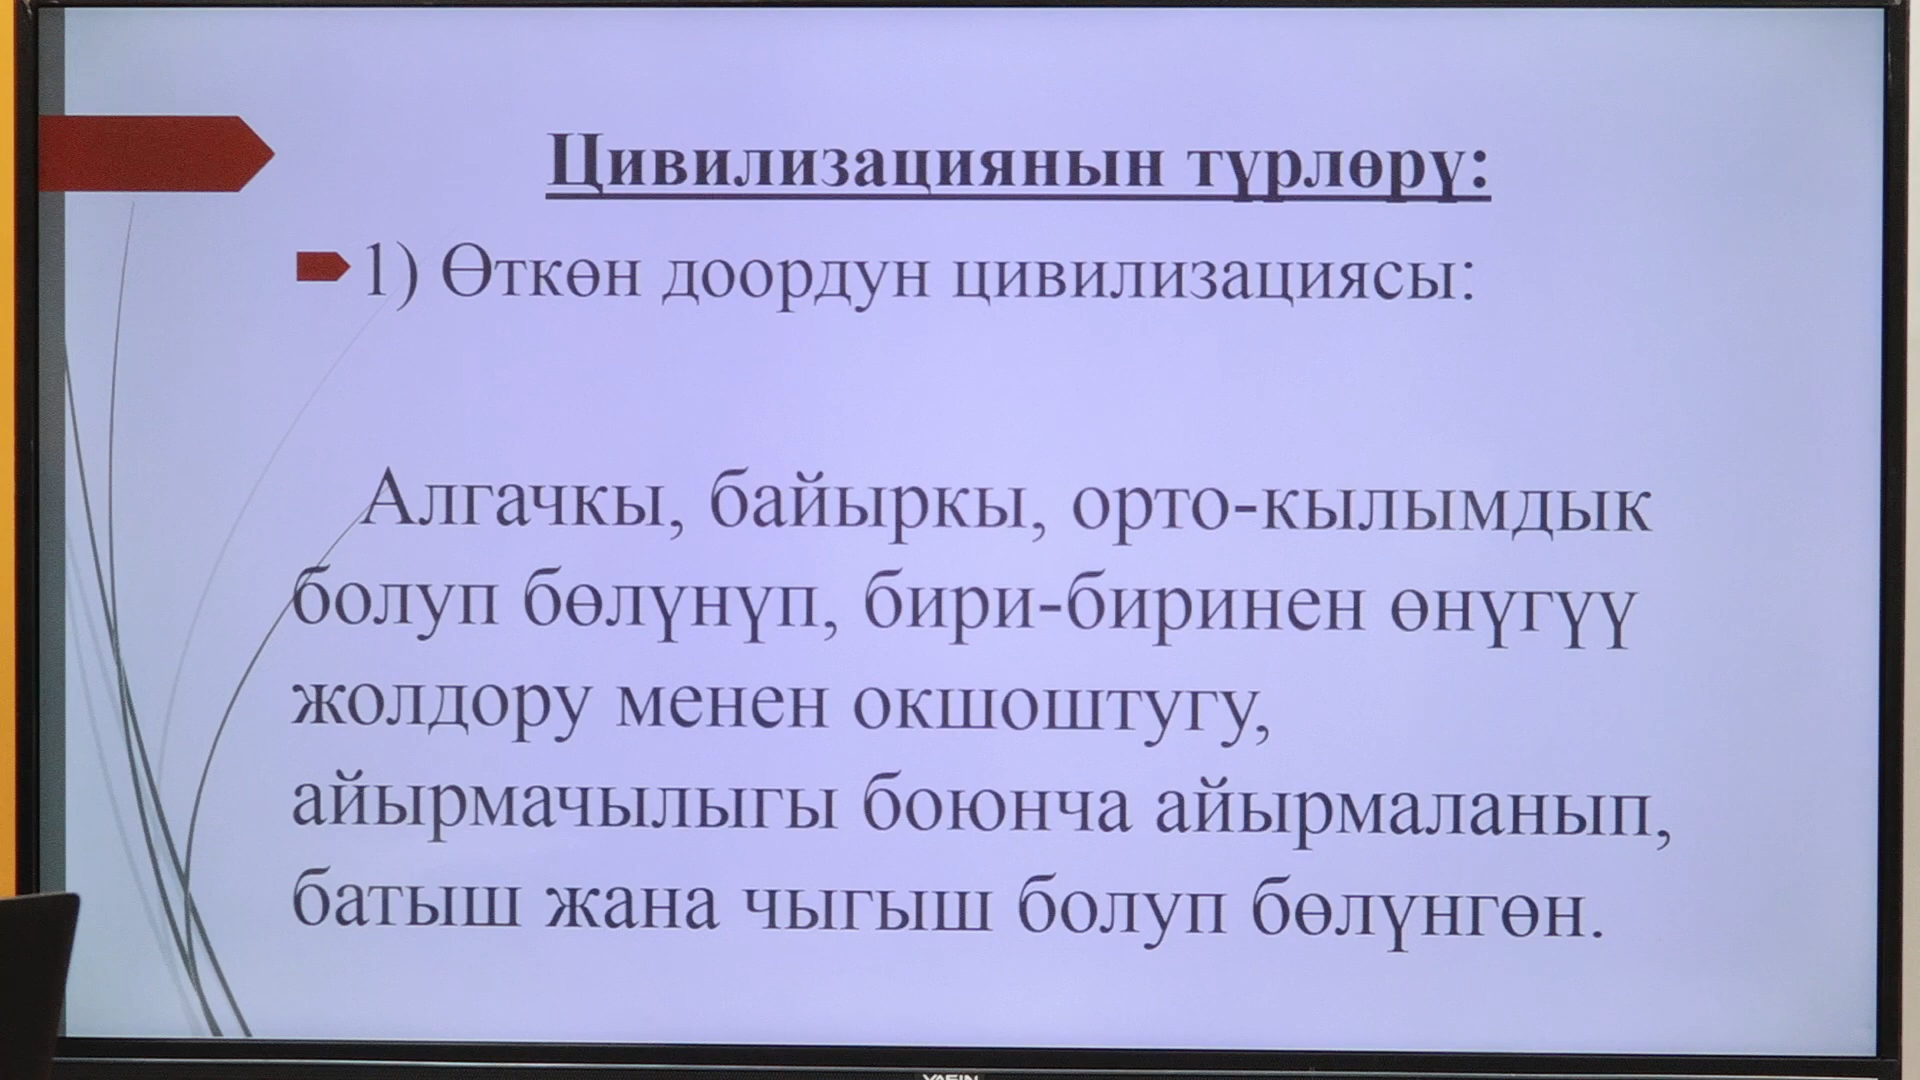 Цивилизациянын түрлөрү:
1) Өткөн доордун цивилизациясы:
Алгачкы, байыркы, орто-кылымдык
болуп бөлүнүп, бири-биринен өнүгүү
жолдору менен окшоштугу,
айырмачылыгы боюнча айырмаланып,
батыш жана чыгыш болуп бөлүнгөн.